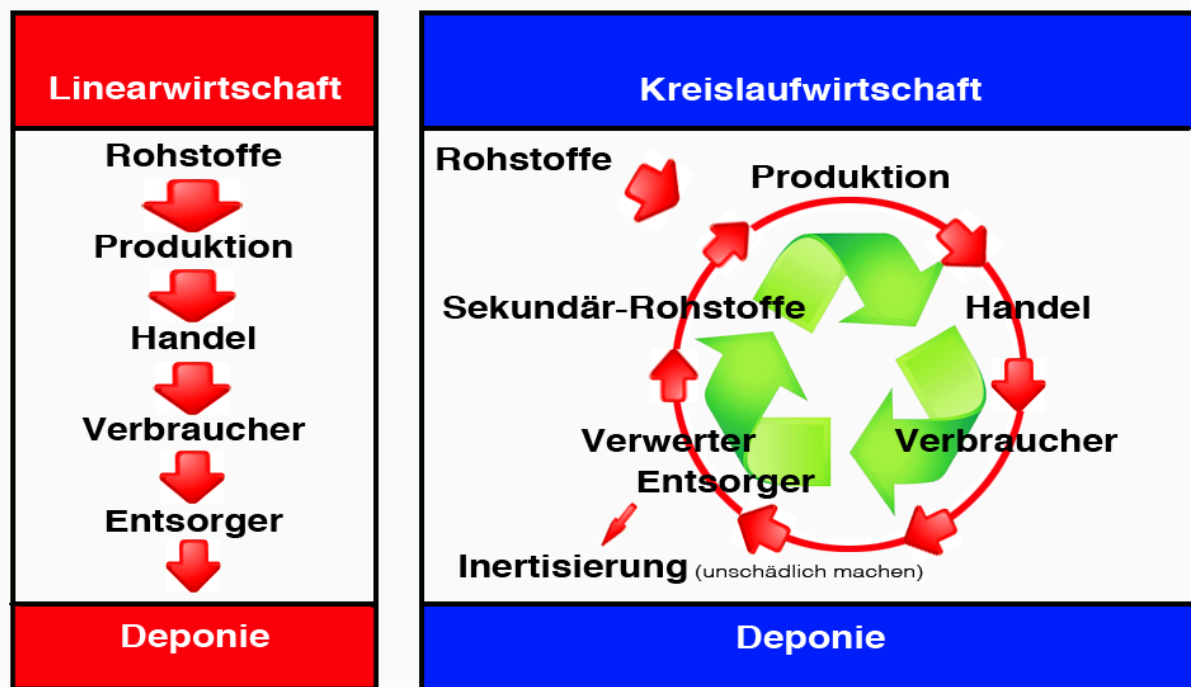 Linearwirtschaft
Rohstoffe
Produktion
Handel
Verbraucher
Entsorger
Deponie
Kreislaufwirtschaft
Rohstoffe
Produktion
Sekundär-Rohstoffe
Handel
Verwerter
Verbraucher
Entsorger
Inertisierung (unschädlich machen)
Deponie